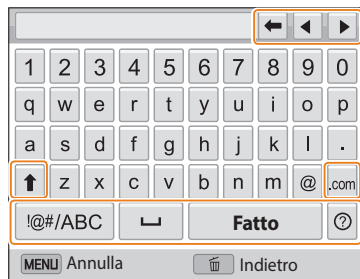 1 2 3 4 5 6 7 8 9 0
q w e r t y u i o p
a s d f g h j k l .
z x c v b n m @ .com
!@#/ABC Fatto ?
MENU Annulla Indietro